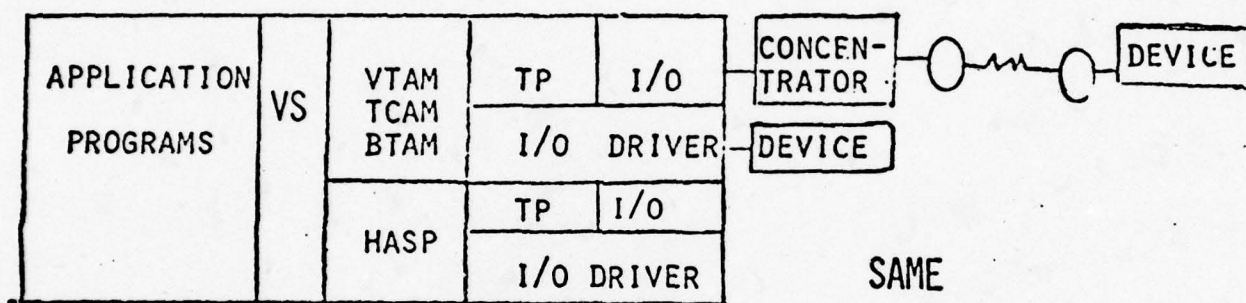 APPLICATION
PROGRAMS
VS
VTAM
TCAM
BTAM
TP
I/O
I/O DRIVER
HASP
TP
I/O
I/O DRIVER
CONCEN-
TRATOR
DEVICE
DEVICE
SAME